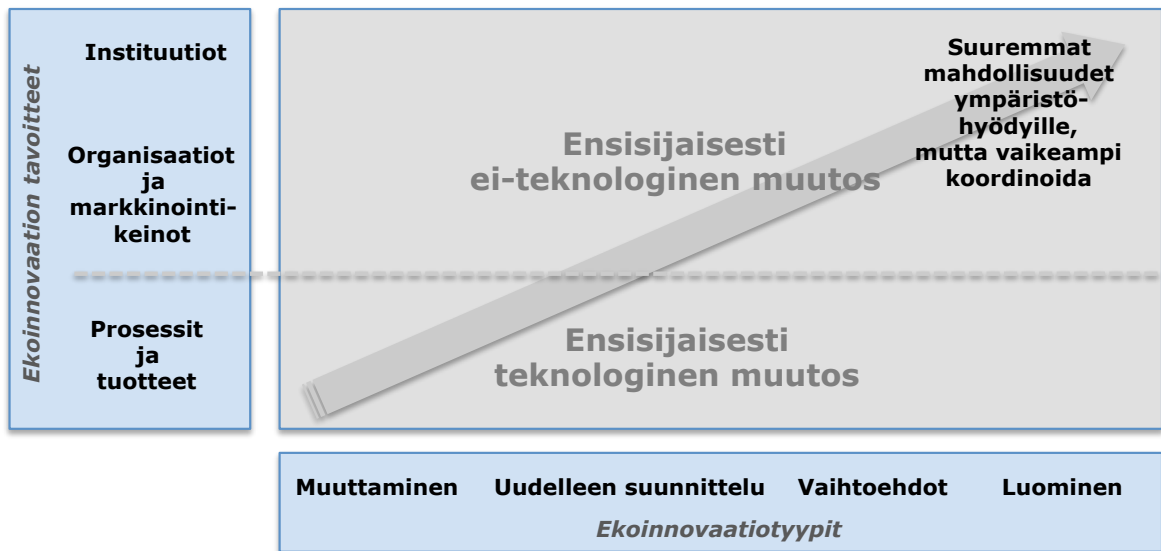 Ekoinnovaation tavoitteet
Instituutiot
Organisaatiot
ja
markkinointi-
keinot
Prosessit
ja
tuotteet
Ensisijaisesti
ei-teknologinen muutos
Suuremmat
mahdollisuudet
ympäristö-
hyödyille,
mutta vaikeampi
koordinoida
Ensisijaisesti
teknologinen muutos
Muuttaminen
Uudelleen suunnittelu
Vaihtoehdot
Luominen
Ekoinnovaatiotyypit